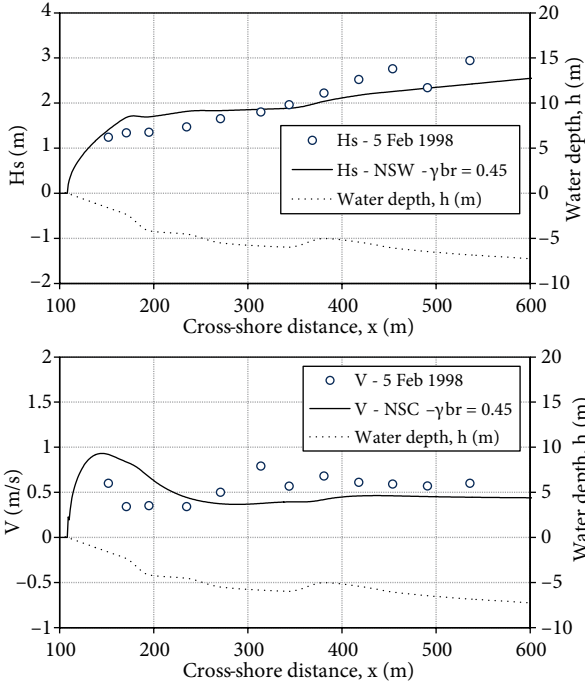 4
3
2
1
0
−1
−2
Hs (m)
20
15
10
5
0
−5
−10
Water depth, h (m)
Hs - 5 Feb 1998
Hs - NSW -γbr = 0.45
Water depth, h (m)
100 200 300 400 500 600
Cross-shore distance, x (m)
2
1.5
1
0.5
0
−0.5
−1
V (m/s)
20
15
10
5
0
−5
−10
Water depth, h (m)
V - 5 Feb 1998
V - NSC −γbr = 0.45
Water depth, h (m)
100 200 300 400 500 600
Cross-shore distance, x (m)